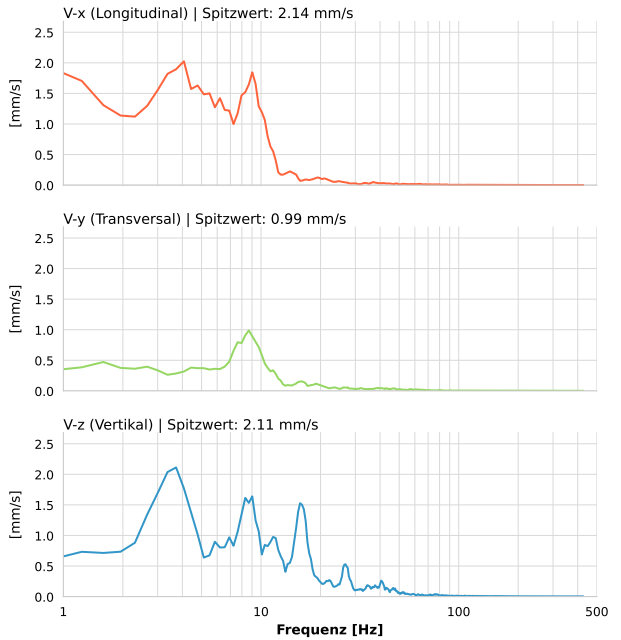 V-x (Longitudinal) | Spitzwert: 2.14 mm/s
2.5
2.0
1.5
1.0
0.5
0.0
[mm/s]
V-y (Transversal) | Spitzwert: 0.99 mm/s
2.5
2.0
1.5
1.0
0.5
0.0
[mm/s]
V-z (Vertikal) | Spitzwert: 2.11 mm/s
2.5
2.0
1.5
1.0
0.5
0.0
[mm/s]
1 10 100 500
Frequenz [Hz]